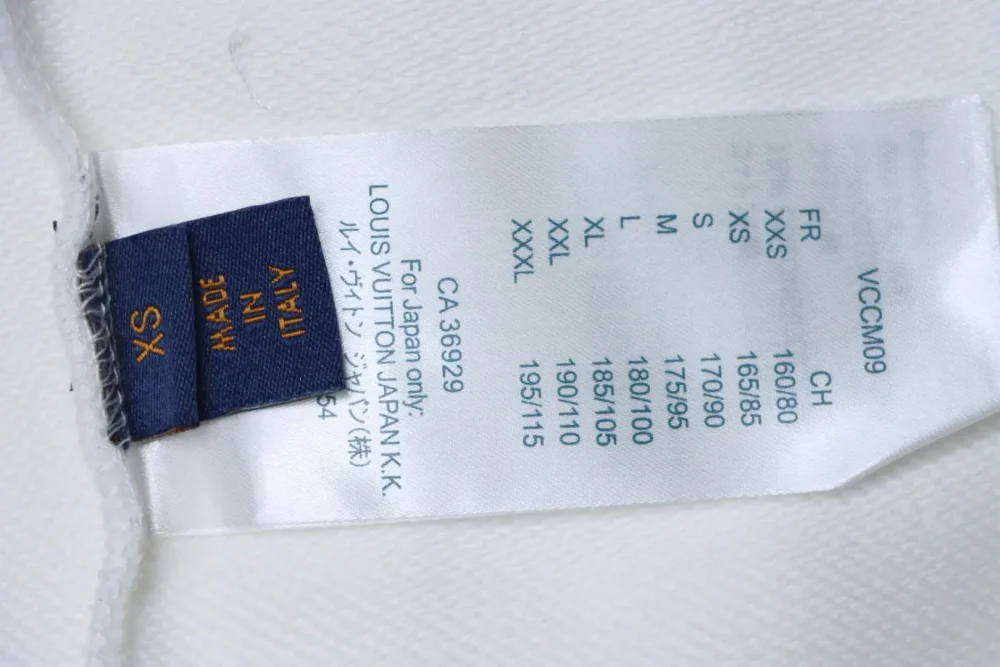 VCCM09
FR CH
XXS 160/80
XS 165/85
S 170/90
M 175/95
L 180/100
XL 185/105
XXL 190/110
XXXL 195/115
CA 36929
For Japan only:
LOUIS VUITTON JAPAN K.K.
ルイ・ヴィトン ジャパン(株)
54
MADE
IN
ITALY
XS